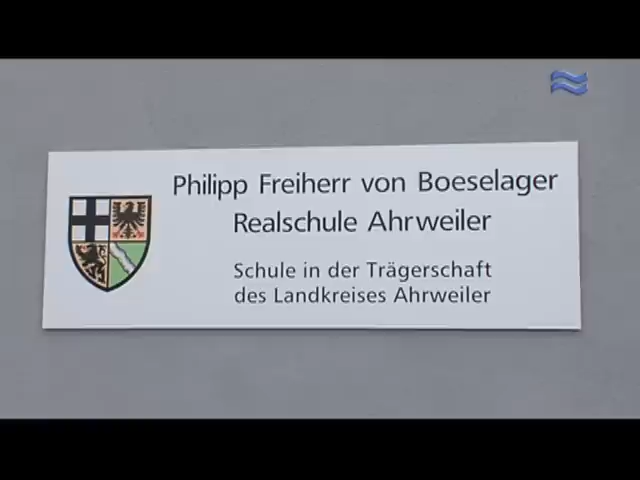 Philipp Freiherr von Boeselager
Realschule Ahrweiler
Schule in der Trägerschaft
des Landkreises Ahrweiler